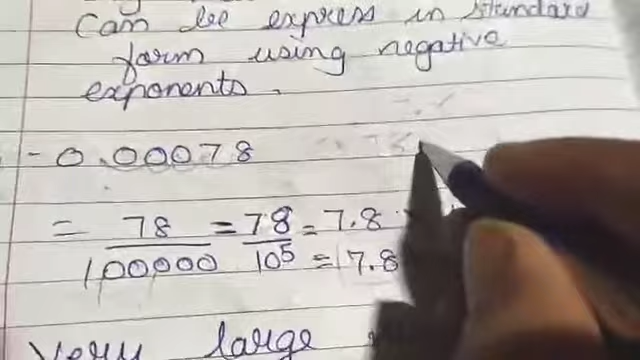 Can be express in standard
form using negative
exponents.
- 0.00078
= 78/100000 = 78/10⁵ = 7.8
= 7.8
Very large